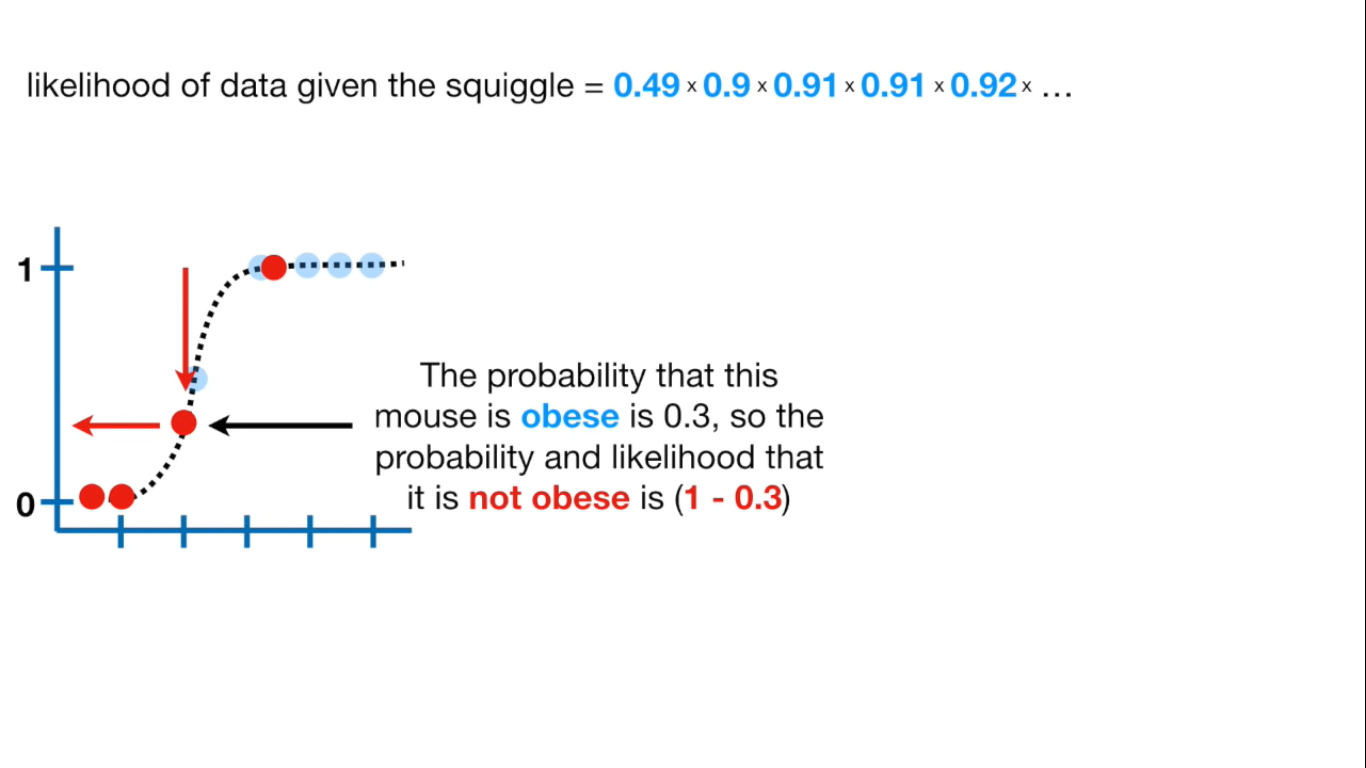 likelihood of data given the squiggle = 0.49 x 0.9 x 0.91 x 0.91 x 0.92 x …
1
The probability that this
mouse is obese is 0.3, so the
probability and likelihood that
it is not obese is (1 - 0.3)
0